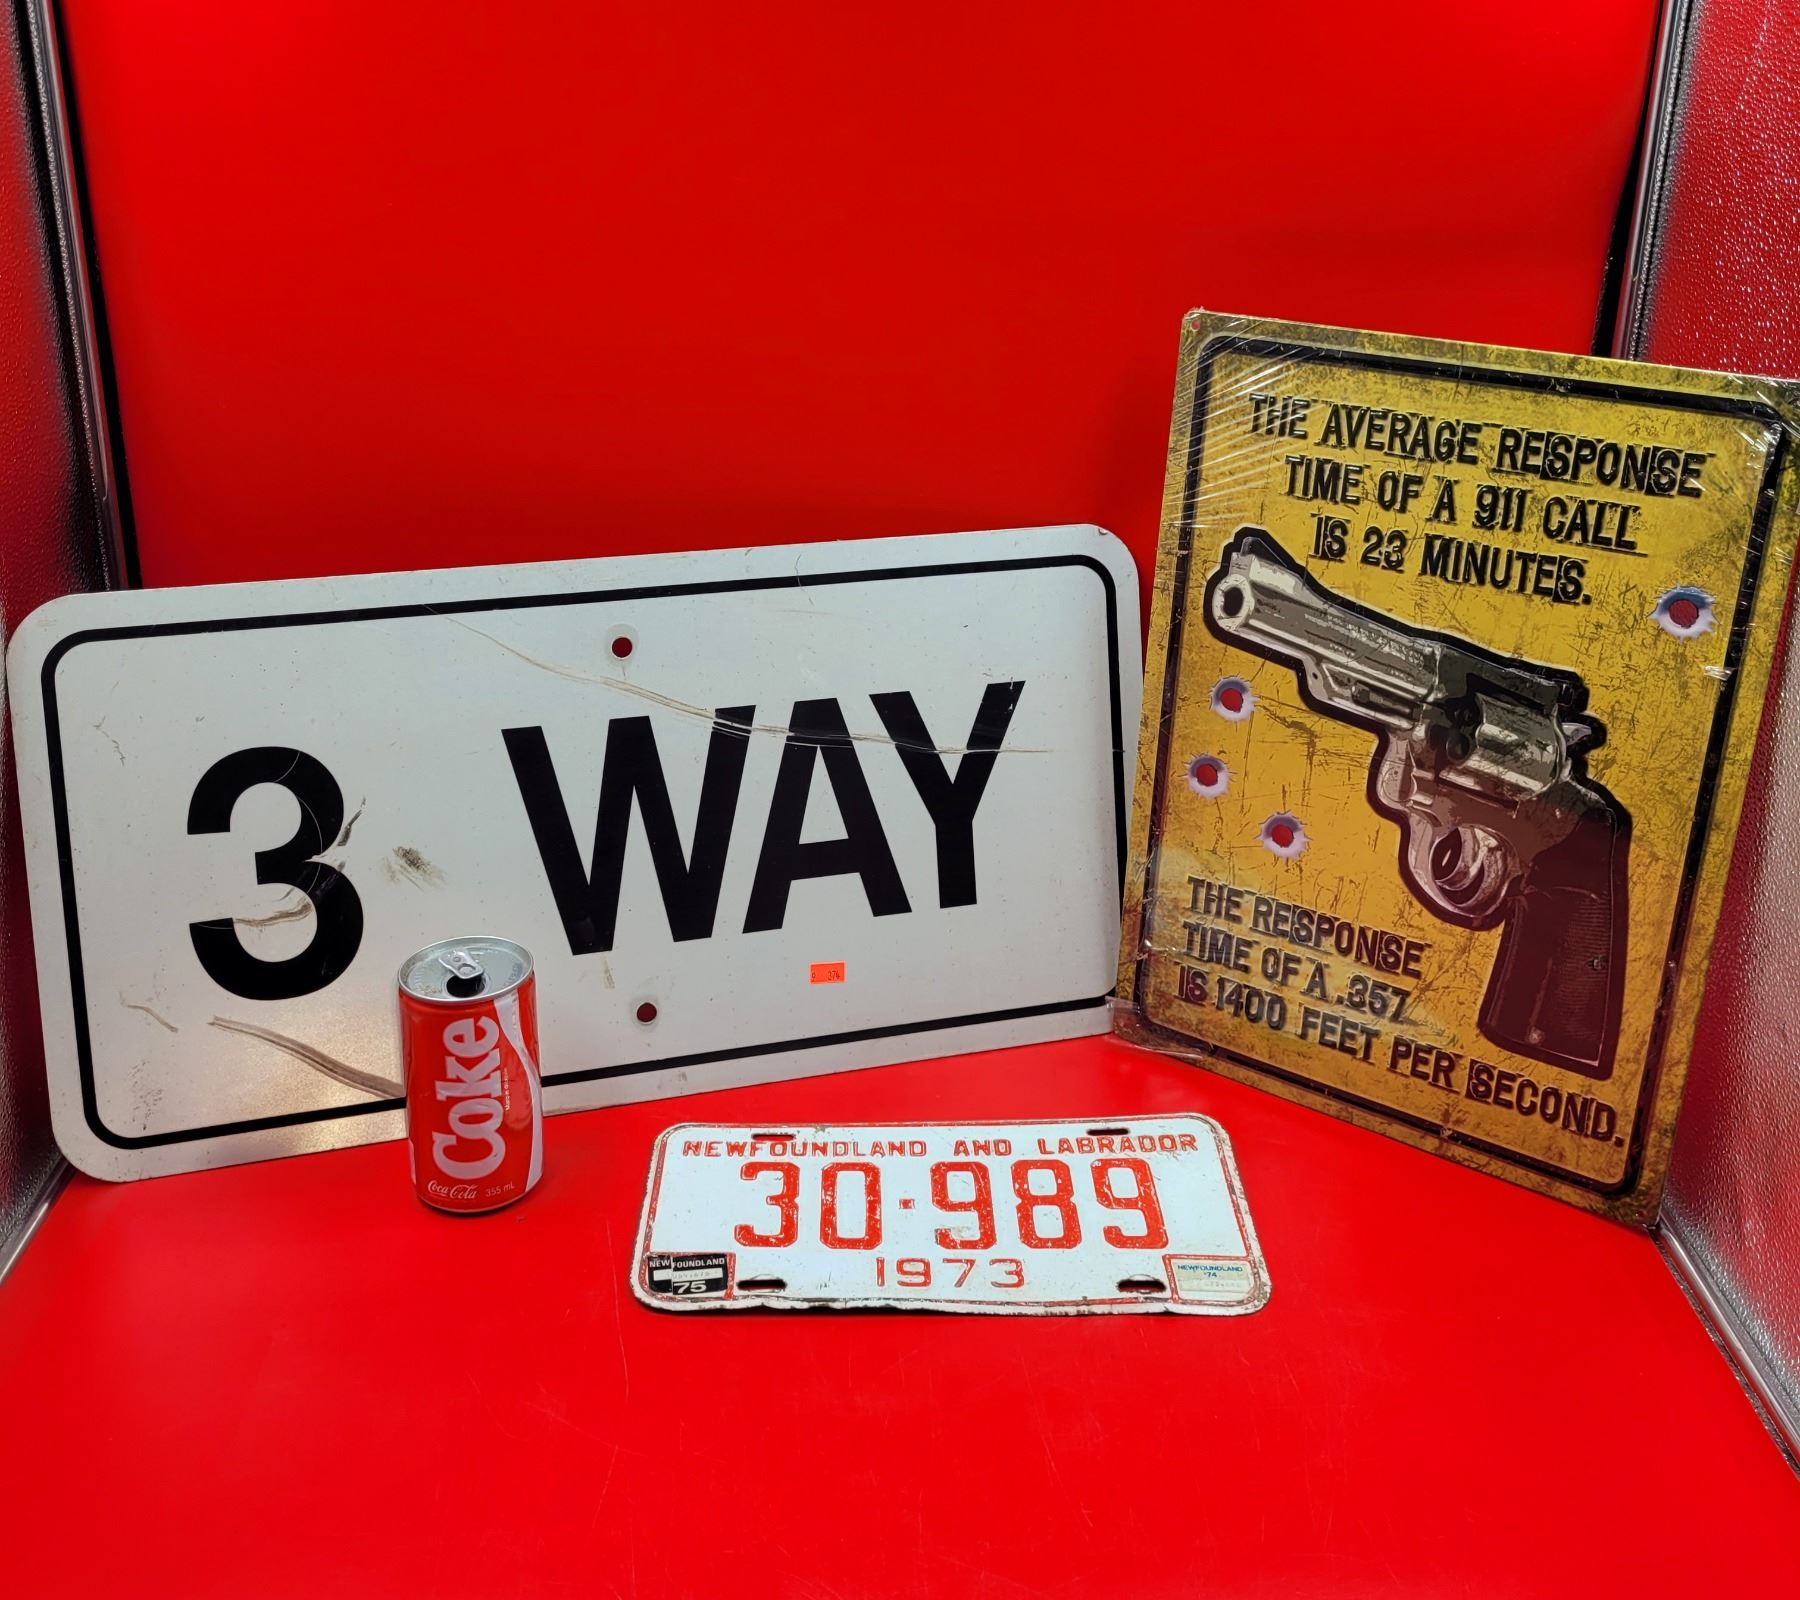 3 WAY
374
Coke
Coca-Cola 355 mL
THE AVERAGE RESPONSE
TIME OF A 911 CALL
IS 23 MINUTES.
THE RESPONSE
TIME OF A .357
IS 1400 FEET PER SECOND.
NEWFOUNDLAND AND LABRADOR
30·989
1973
NEWFOUNDLAND
75
NEWFOUNDLAND
'74